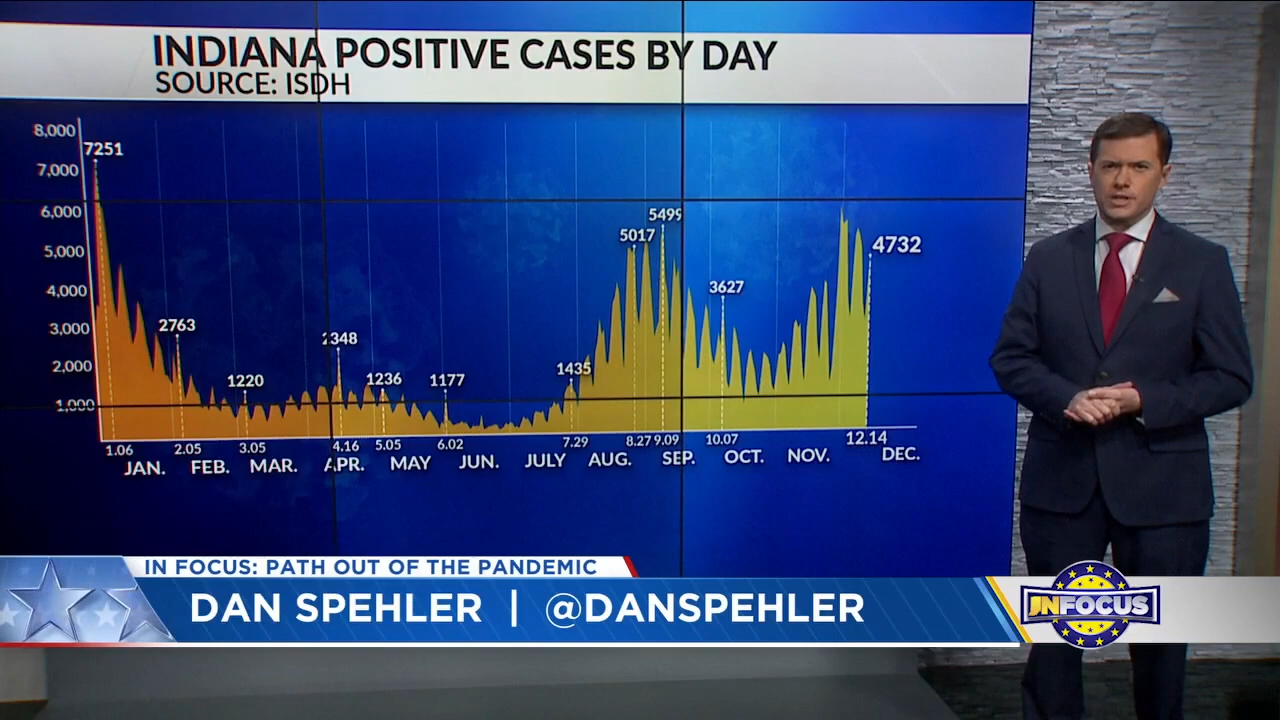 INDIANA POSITIVE CASES BY DAY
SOURCE: ISDH
8,000
7251
7,000
6,000
5499
5017
5,000
4732
4,000
3627
3,000
2763
2348
2,000
1435
1220
1236
1177
1,000
1.06 2.05 3.05 4.16 5.05 6.02 7.29 8.27 9.09 10.07 12.14
JAN. FEB. MAR. APR. MAY JUN. JULY AUG. SEP. OCT. NOV. DEC.
IN FOCUS: PATH OUT OF THE PANDEMIC
DAN SPEHLER | @DANSPEHLER
INFOCUS